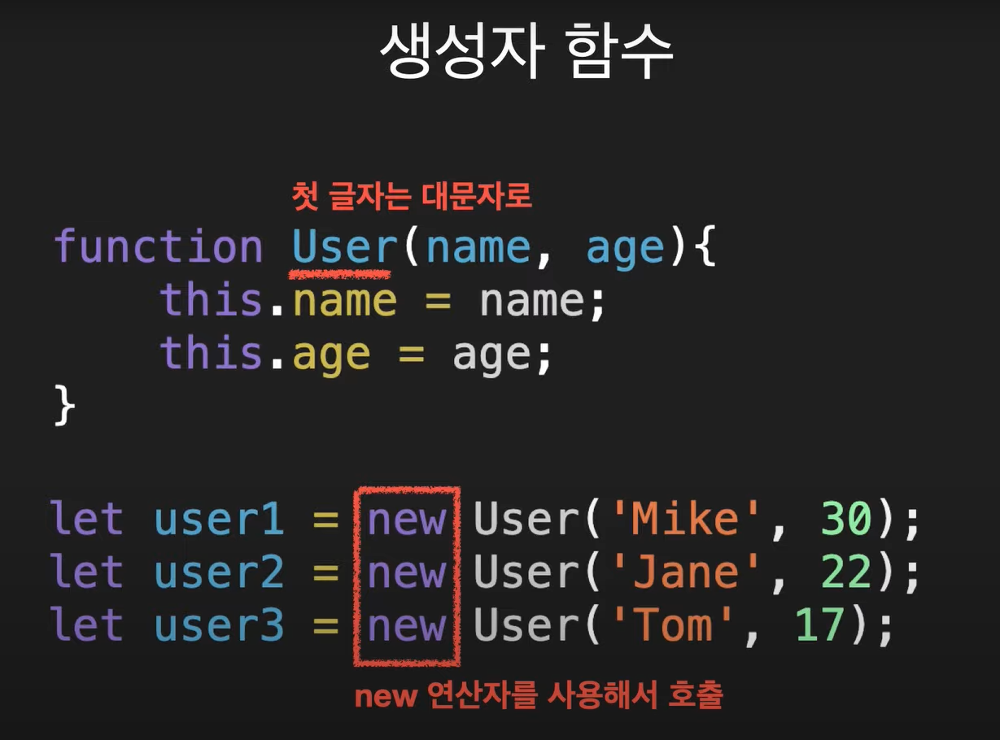 생성자 함수
첫 글자는 대문자로
function User(name, age){
    this.name = name;
    this.age = age;
}
let user1 = new User('Mike', 30);
let user2 = new User('Jane', 22);
let user3 = new User('Tom', 17);
new 연산자를 사용해서 호출